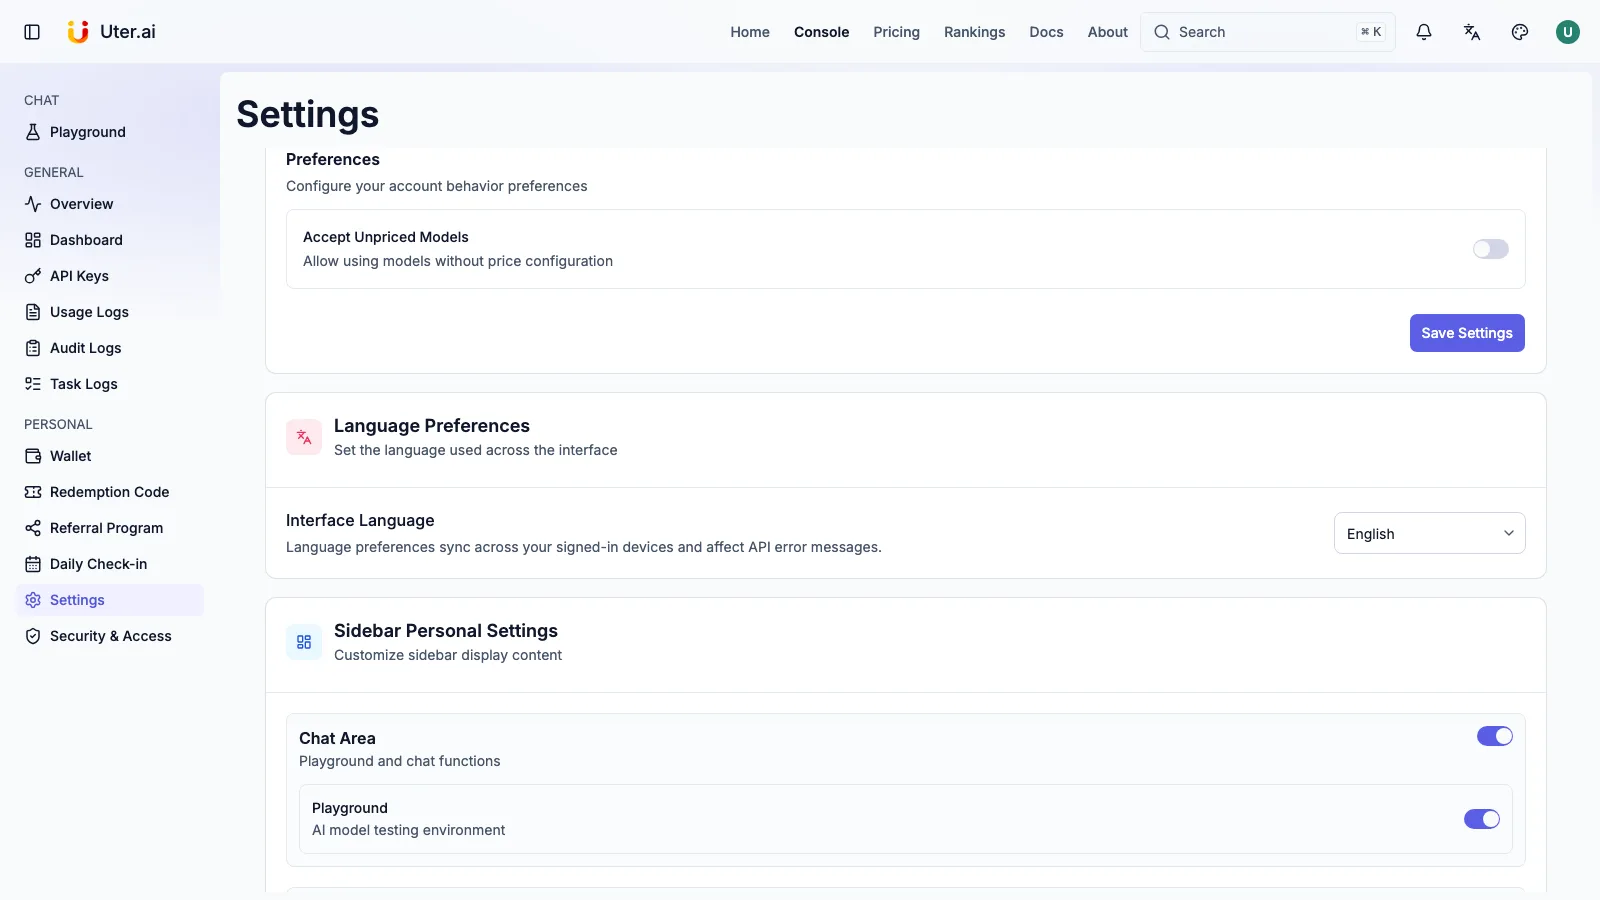 Uter.ai
Home
Console
Pricing
Rankings
Docs
About
Search
⌘ K
U
CHAT
Playground
GENERAL
Overview
Dashboard
API Keys
Usage Logs
Audit Logs
Task Logs
PERSONAL
Wallet
Redemption Code
Referral Program
Daily Check-in
Settings
Security & Access
Settings
Preferences
Configure your account behavior preferences
Accept Unpriced Models
Allow using models without price configuration
Save Settings
Language Preferences
Set the language used across the interface
Interface Language
Language preferences sync across your signed-in devices and affect API error messages.
English
Sidebar Personal Settings
Customize sidebar display content
Chat Area
Playground and chat functions
Playground
AI model testing environment